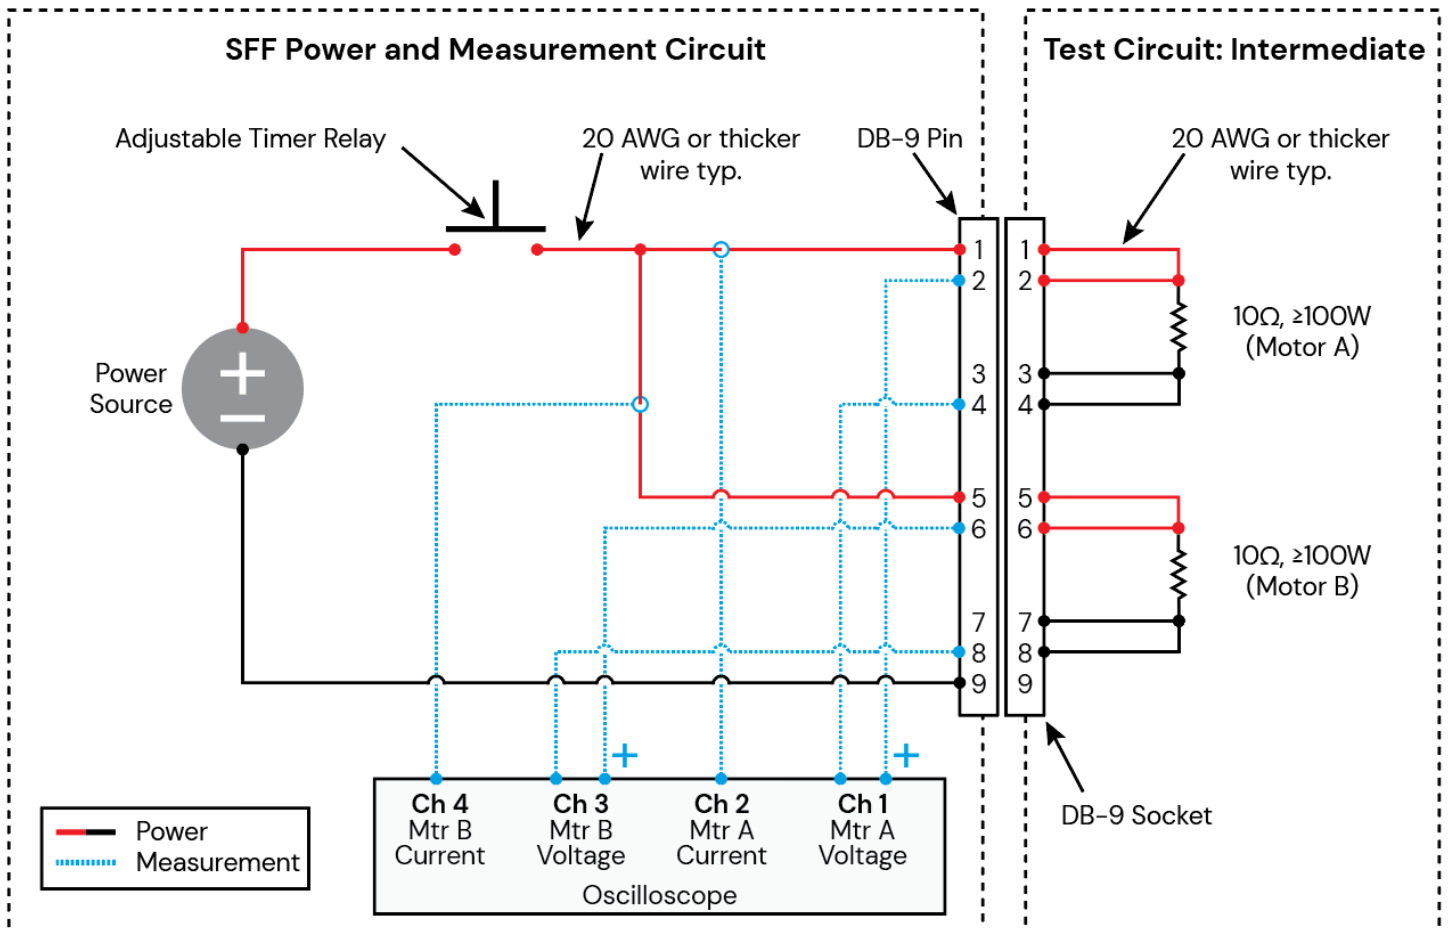 SFF Power and Measurement Circuit
Test Circuit: Intermediate
Adjustable Timer Relay
20 AWG or thicker
wire typ.
DB-9 Pin
20 AWG or thicker
wire typ.
1
2
3
4
5
6
7
8
9
1
2
3
4
5
6
7
8
9
10Ω, ≥100W
(Motor A)
10Ω, ≥100W
(Motor B)
Power
Source
+
−
+
+
DB-9 Socket
Ch 4
Mtr B
Current
Ch 3
Mtr B
Voltage
Ch 2
Mtr A
Current
Ch 1
Mtr A
Voltage
Oscilloscope
Power
Measurement